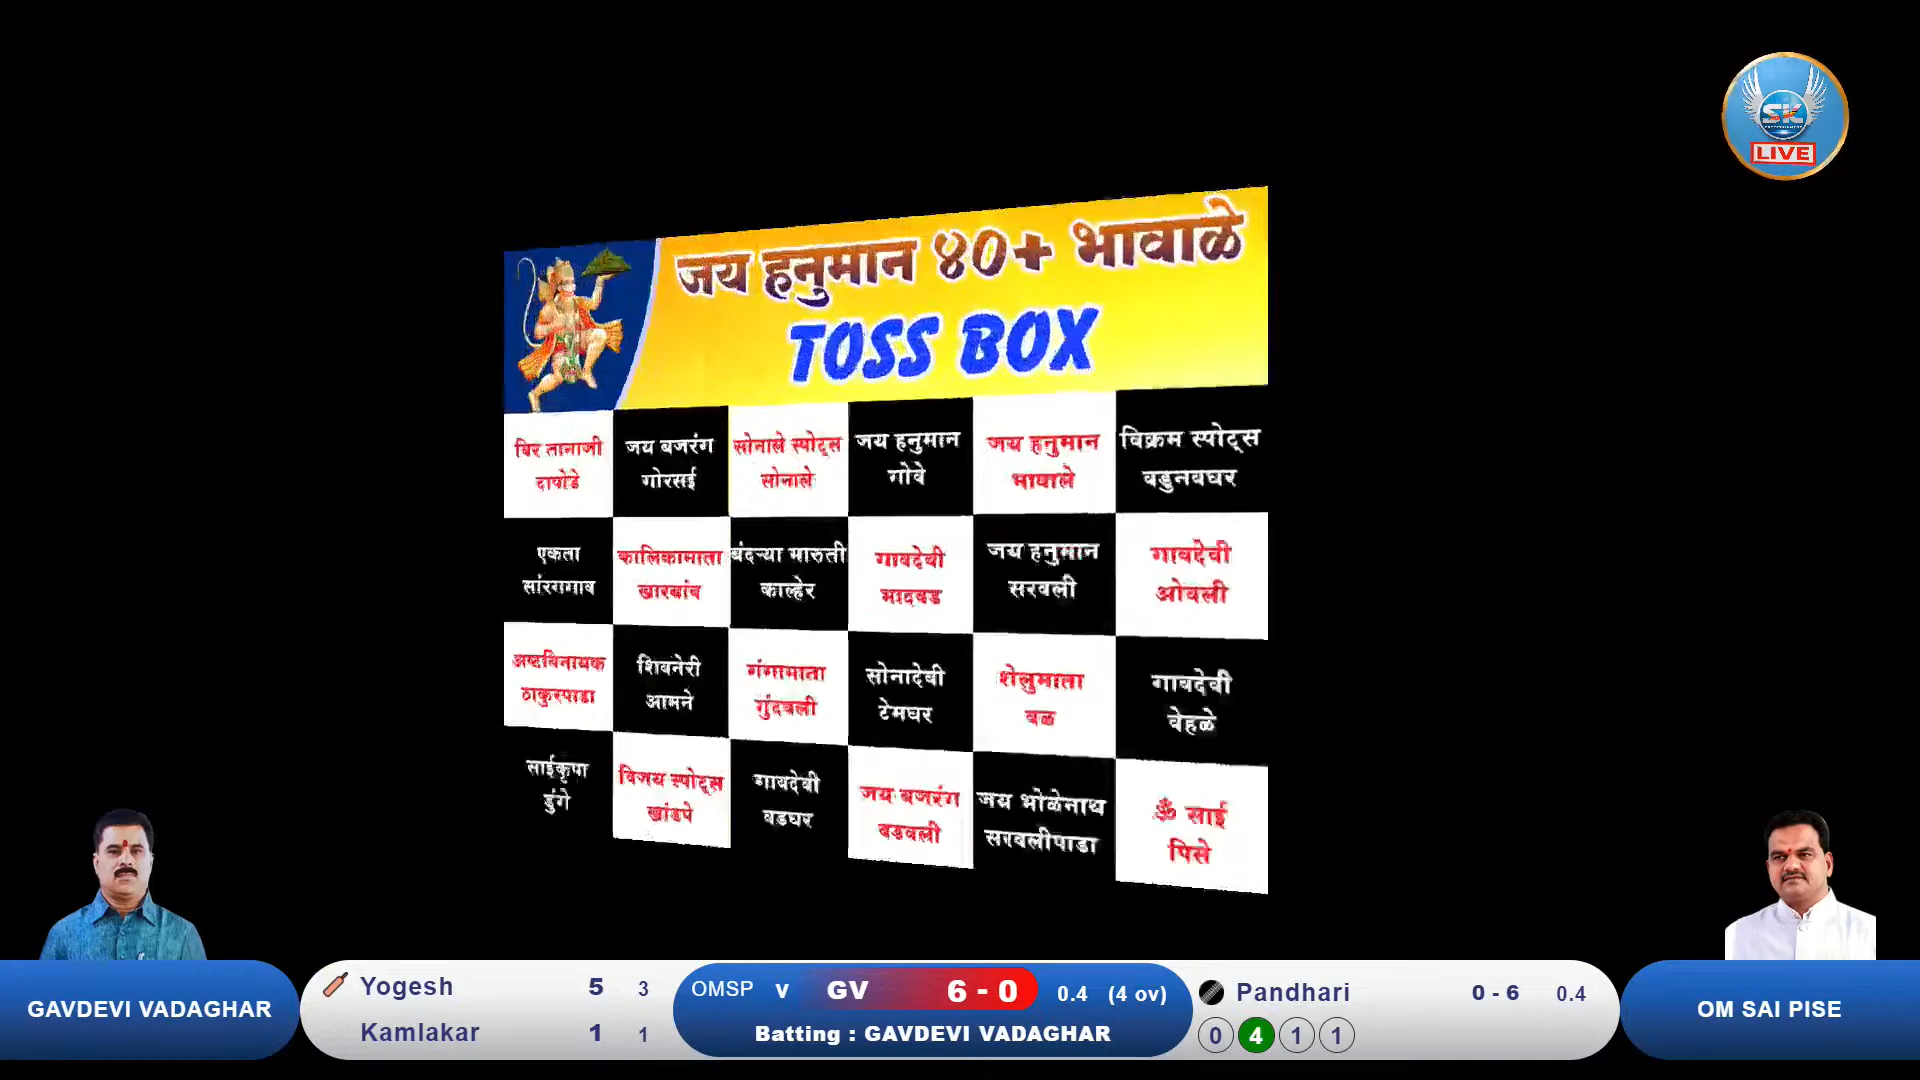 SK
LIVE
जय हनुमान ४०+ भावाळे
TOSS BOX
विर तानाजी
दापोडे
जय बजरंग
गोरसई
सोनाले स्पोर्ट्स
सोनाले
जय हनुमान
गोवे
जय हनुमान
भावाले
विक्रम स्पोर्ट्स
वडुनवघर
एकता
सांरगगाव
कालिकामाता
खारबांव
बंदऱ्या मारुती
काल्हेर
गावदेवी
भादवड
जय हनुमान
सरवली
गावदेवी
ओवली
अष्टविनायक
ठाकुरपाडा
शिवनेरी
आमने
गंगामाता
गुंदवली
सोनादेवी
टेमघर
शेलुमाता
वळ
गावदेवी
वेहळे
साईकृपा
डुंगे
विजय स्पोर्ट्स
खांडपे
गावदेवी
वडघर
जय बजरंग
वडवली
जय भोळेनाथ
सरवलीपाडा
ॐ साई
पिसे
GAVDEVI VADAGHAR
Yogesh 5 3
Kamlakar 1 1
OMSP v GV 6 - 0 0.4 (4 ov)
Batting : GAVDEVI VADAGHAR
Pandhari 0 - 6 0.4
0 4 1 1
OM SAI PISE